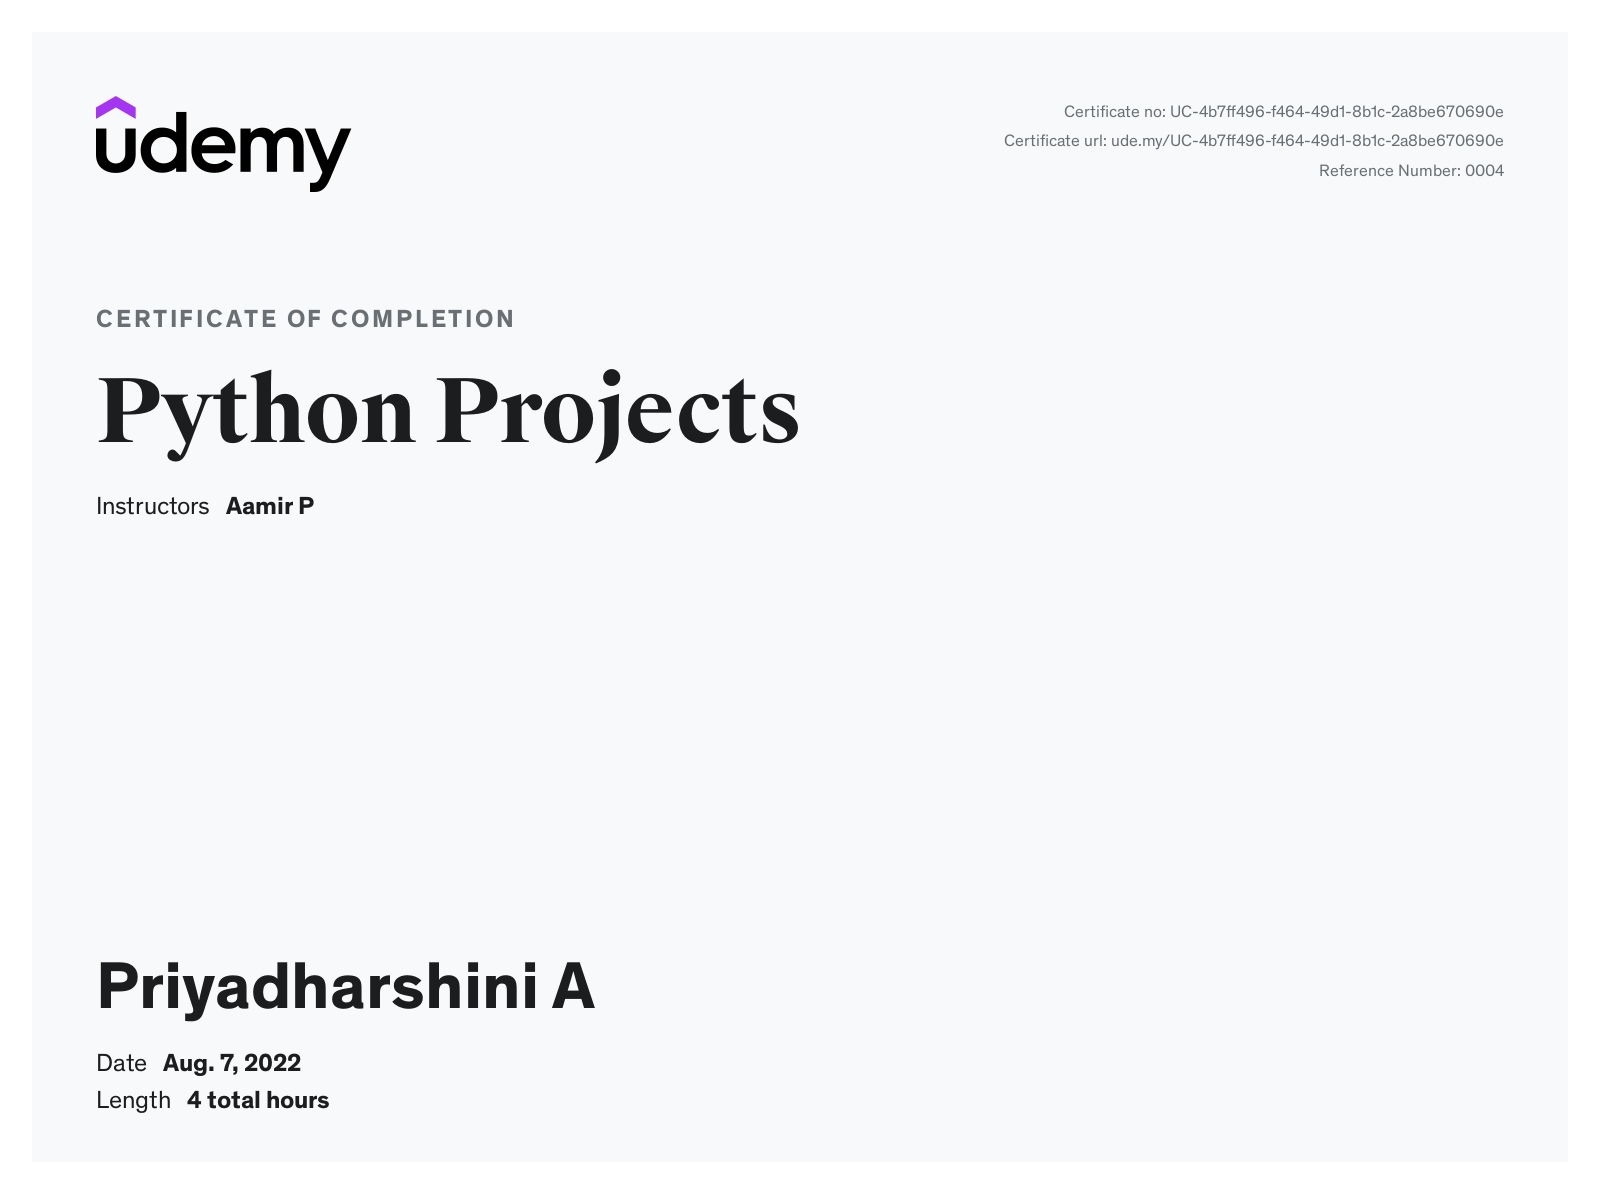 udemy
Certificate no: UC-4b7ff496-f464-49d1-8b1c-2a8be670690e
Certificate url: ude.my/UC-4b7ff496-f464-49d1-8b1c-2a8be670690e
Reference Number: 0004
CERTIFICATE OF COMPLETION
Python Projects
Instructors Aamir P
Priyadharshini A
Date Aug. 7, 2022
Length 4 total hours